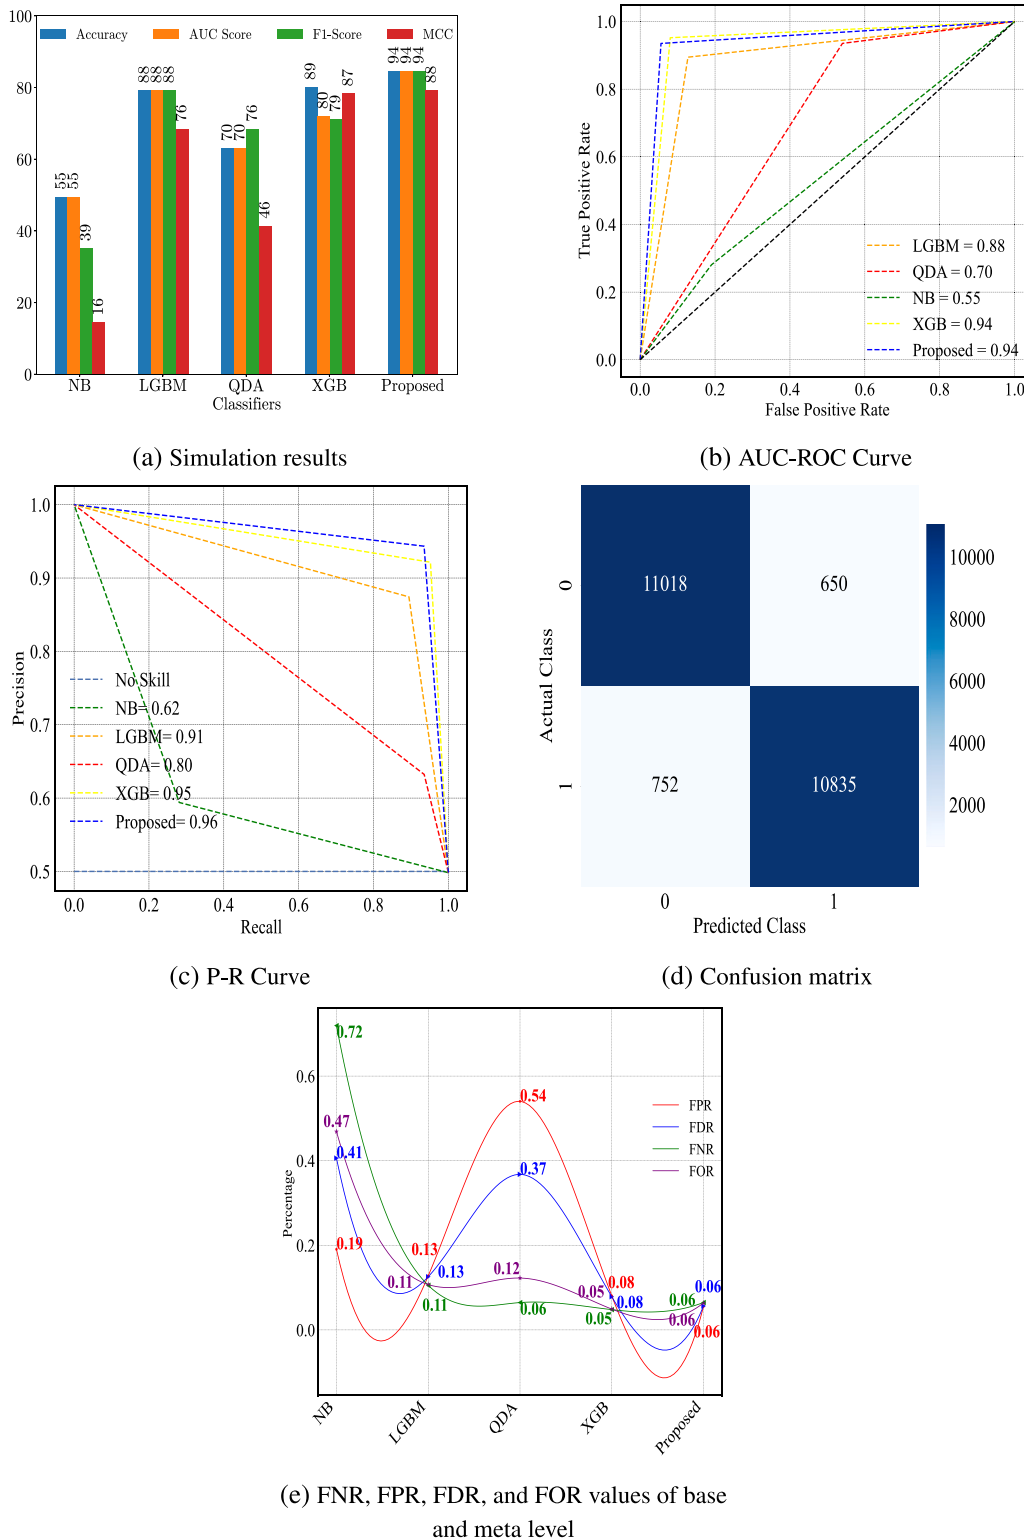 100
Accuracy AUC Score F1-Score MCC
80
60
40
20
0
55 55 39 16
88 88 88 76
70 70 76 46
89 80 79 87
94 94 94 88
NB LGBM QDA XGB Proposed
Classifiers
(a) Simulation results
True Positive Rate
1.0
0.8
0.6
0.4
0.2
0.0
LGBM = 0.88
QDA = 0.70
NB = 0.55
XGB = 0.94
Proposed = 0.94
0.0 0.2 0.4 0.6 0.8 1.0
False Positive Rate
(b) AUC-ROC Curve
Precision
1.0
0.9
0.8
0.7
0.6
0.5
No Skill
NB= 0.62
LGBM= 0.91
QDA= 0.80
XGB= 0.95
Proposed= 0.96
0.0 0.2 0.4 0.6 0.8 1.0
Recall
(c) P-R Curve
Actual Class
0
1
11018 650
752 10835
0 1
Predicted Class
10000
8000
6000
4000
2000
(d) Confusion matrix
Percentage
0.6
0.4
0.2
0.0
0.72
0.47
0.41
0.19
0.13
0.11 0.13
0.11
0.54
0.37
0.12
0.06
0.08
0.05 0.08
0.05
0.06
0.06
0.06
0.06
FPR
FDR
FNR
FOR
NB LGBM QDA XGB Proposed
(e) FNR, FPR, FDR, and FOR values of base
and meta level